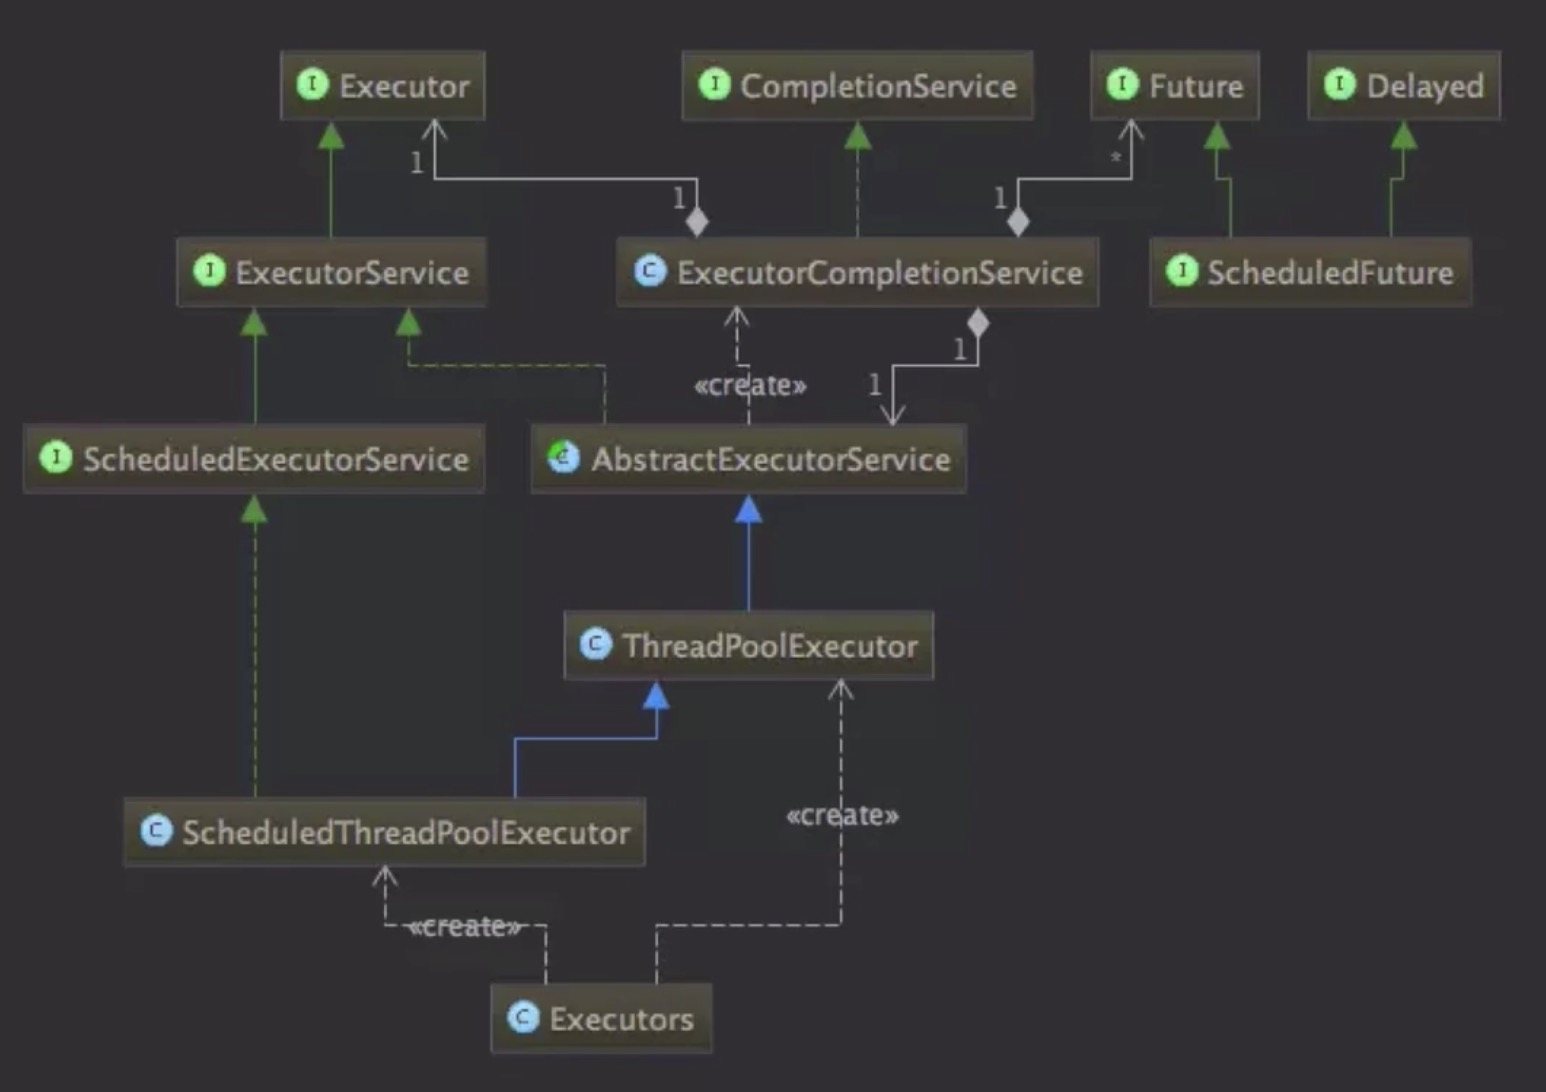 I Executor
I CompletionService
I Future
I Delayed
1
1
1
*
I ExecutorService
C ExecutorCompletionService
I ScheduledFuture
«create»
1
1
I ScheduledExecutorService
C AbstractExecutorService
C ThreadPoolExecutor
«create»
C ScheduledThreadPoolExecutor
«create»
C Executors